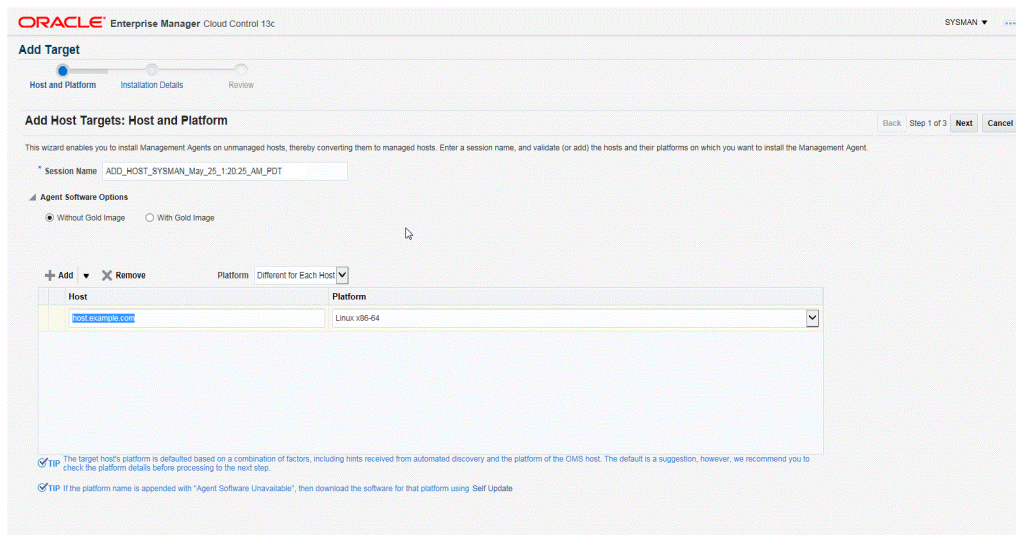 ORACLE Enterprise Manager Cloud Control 13c SYSMAN
Add Target
Host and Platform Installation Details Review
Add Host Targets: Host and Platform Back Step 1 of 3 Next Cancel
This wizard enables you to install Management Agents on unmanaged hosts, thereby converting them to managed hosts. Enter a session name, and validate (or add) the hosts and their platforms on which you want to install the Management Agent.
* Session Name ADD_HOST_SYSMAN_May_25_1:20:25_AM_PDT
Agent Software Options
Without Gold Image With Gold Image
Add Remove Platform Different for Each Host
Host Platform
host.example.com Linux x86-64
TIP The target host's platform is defaulted based on a combination of factors, including hints received from automated discovery and the platform of the OMS host. The default is a suggestion, however, we recommend you to
check the platform details before processing to the next step.
TIP If the platform name is appended with "Agent Software Unavailable", then download the software for that platform using Self Update